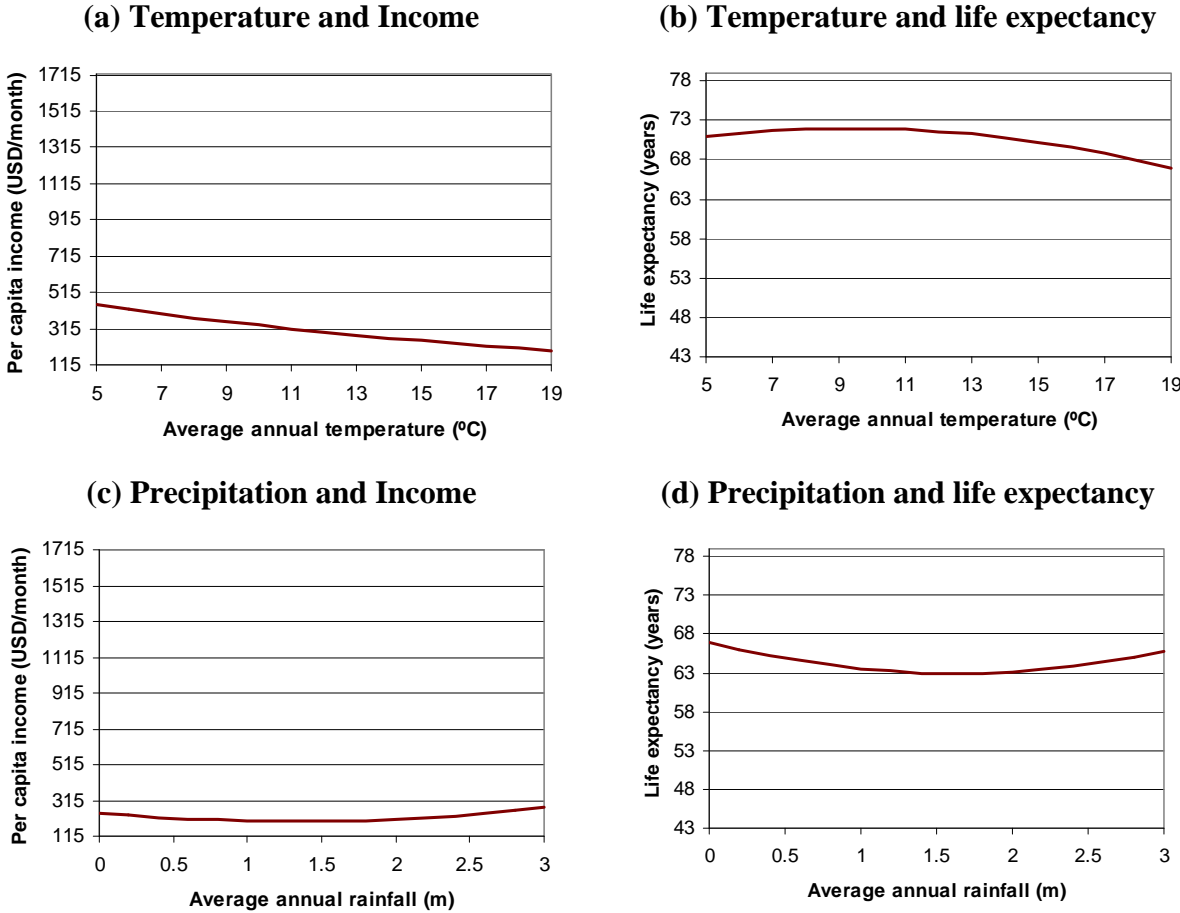 (a) Temperature and Income
Per capita income (USD/month)
1715
1515
1315
1115
915
715
515
315
115
5 7 9 11 13 15 17 19
Average annual temperature (ºC)
(b) Temperature and life expectancy
Life expectancy (years)
78
73
68
63
58
53
48
43
5 7 9 11 13 15 17 19
Average annual temperature (ºC)
(c) Precipitation and Income
Per capita income (USD/month)
1715
1515
1315
1115
915
715
515
315
115
0 0.5 1 1.5 2 2.5 3
Average annual rainfall (m)
(d) Precipitation and life expectancy
Life expectancy (years)
78
73
68
63
58
53
48
43
0 0.5 1 1.5 2 2.5 3
Average annual rainfall (m)